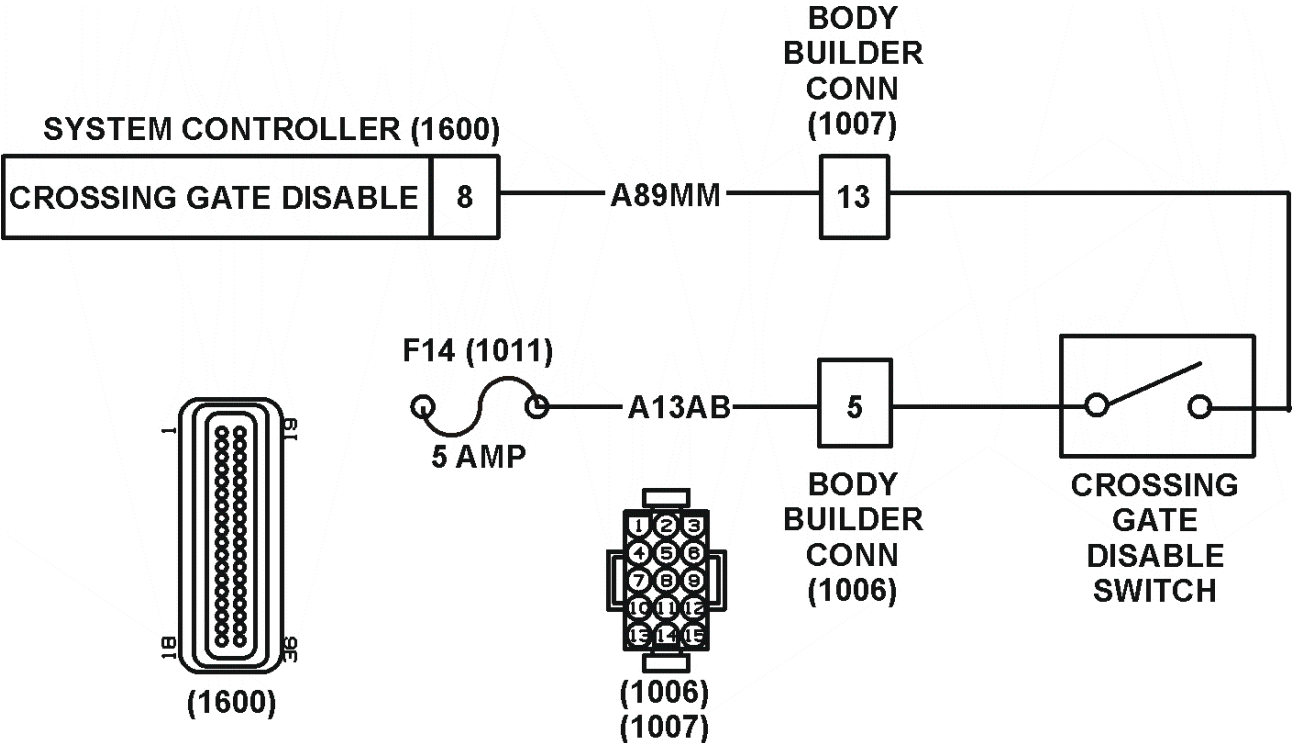 BODY
BUILDER
CONN
(1007)
SYSTEM CONTROLLER (1600)
CROSSING GATE DISABLE 8
A89MM
13
F14 (1011)
A13AB
5
5 AMP
BODY
BUILDER
CONN
(1006)
CROSSING
GATE
DISABLE
SWITCH
1 19
18 36
(1600)
1 2 3
4 5 6
7 8 9
10 11 12
13 14 15
(1006)
(1007)